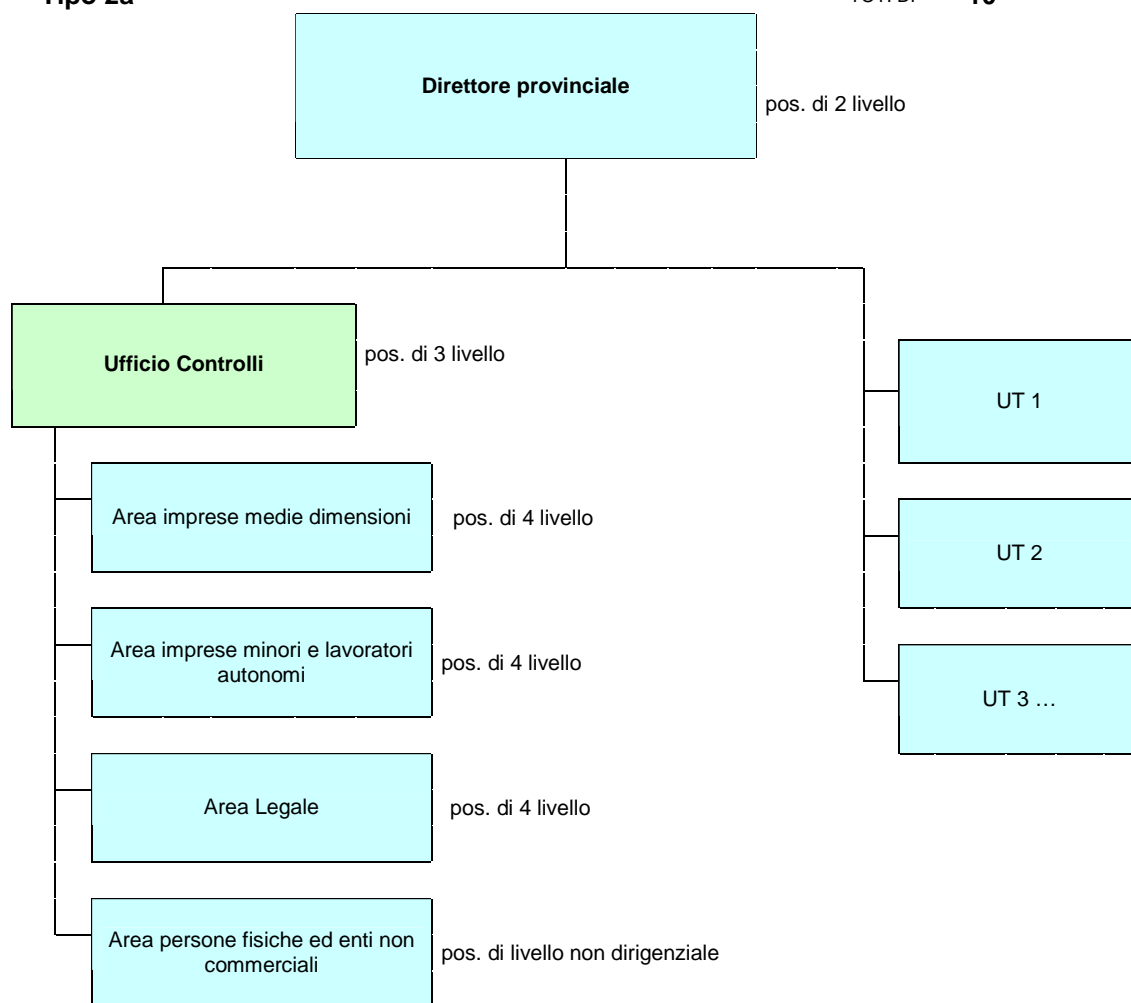 Tipo 2a
Direttore provinciale
pos. di 2 livello
Ufficio Controlli
pos. di 3 livello
UT 1
Area imprese medie dimensioni
pos. di 4 livello
UT 2
Area imprese minori e lavoratori
autonomi
pos. di 4 livello
UT 3 …
Area Legale
pos. di 4 livello
Area persone fisiche ed enti non
commerciali
pos. di livello non dirigenziale